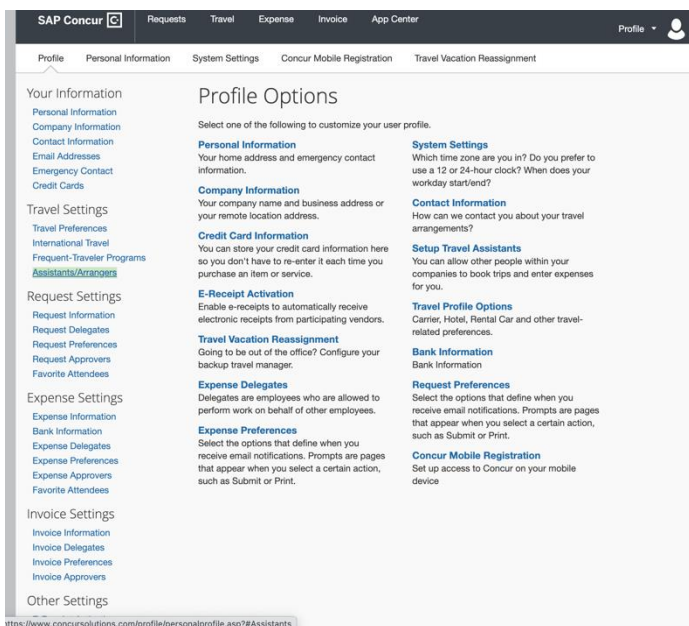 SAP Concur C
Requests Travel Expense Invoice App Center
Profile
Profile Personal Information System Settings Concur Mobile Registration Travel Vacation Reassignment
Your Information
Personal Information
Company Information
Contact Information
Email Addresses
Emergency Contact
Credit Cards
Travel Settings
Travel Preferences
International Travel
Frequent-Traveler Programs
Assistants/Arrangers
Request Settings
Request Information
Request Delegates
Request Preferences
Request Approvers
Favorite Attendees
Expense Settings
Expense Information
Bank Information
Expense Delegates
Expense Preferences
Expense Approvers
Favorite Attendees
Invoice Settings
Invoice Information
Invoice Delegates
Invoice Preferences
Invoice Approvers
Other Settings
Profile Options
Select one of the following to customize your user profile.
Personal Information
Your home address and emergency contact
information.
Company Information
Your company name and business address or
your remote location address.
Credit Card Information
You can store your credit card information here
so you don't have to re-enter it each time you
purchase an item or service.
E-Receipt Activation
Enable e-receipts to automatically receive
electronic receipts from participating vendors.
Travel Vacation Reassignment
Going to be out of the office? Configure your
backup travel manager.
Expense Delegates
Delegates are employees who are allowed to
perform work on behalf of other employees.
Expense Preferences
Select the options that define when you
receive email notifications. Prompts are pages
that appear when you select a certain action,
such as Submit or Print.
System Settings
Which time zone are you in? Do you prefer to
use a 12 or 24-hour clock? When does your
workday start/end?
Contact Information
How can we contact you about your travel
arrangements?
Setup Travel Assistants
You can allow other people within your
companies to book trips and enter expenses
for you.
Travel Profile Options
Carrier, Hotel, Rental Car and other travel-
related preferences.
Bank Information
Bank Information
Request Preferences
Select the options that define when you
receive email notifications. Prompts are pages
that appear when you select a certain action,
such as Submit or Print.
Concur Mobile Registration
Set up access to Concur on your mobile
device
https://www.concursolutions.com/profile/personalprofile.asp?#Assistants